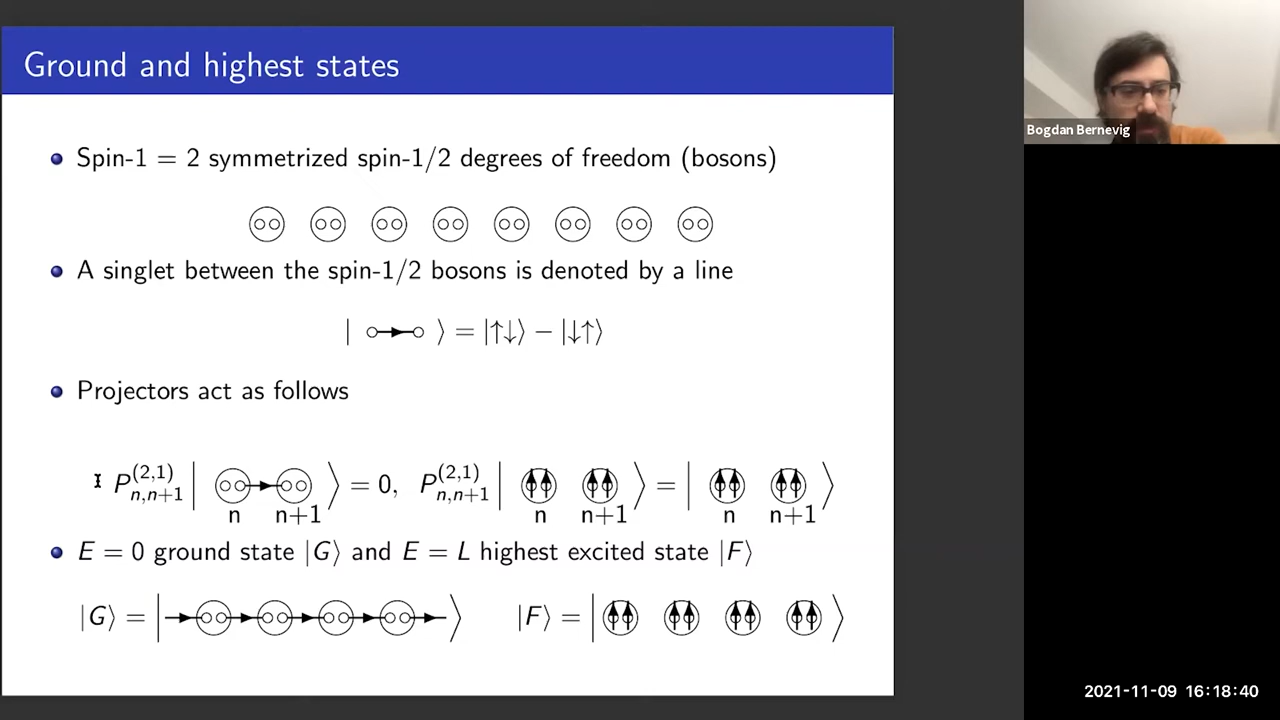 Ground and highest states
Bogdan Bernevig
Spin-1 = 2 symmetrized spin-1/2 degrees of freedom (bosons)
A singlet between the spin-1/2 bosons is denoted by a line
| ⟩ = |↑↓⟩ − |↓↑⟩
Projectors act as follows
P^{(2,1)}_{n,n+1} | ⟩ = 0, P^{(2,1)}_{n,n+1} | ↑↑ ↑↑ ⟩ = | ↑↑ ↑↑ ⟩
n n+1 n n+1 n n+1
E = 0 ground state |G⟩ and E = L highest excited state |F⟩
|G⟩ = | ⟩ |F⟩ = | ↑↑ ↑↑ ↑↑ ↑↑ ⟩
2021-11-09 16:18:40